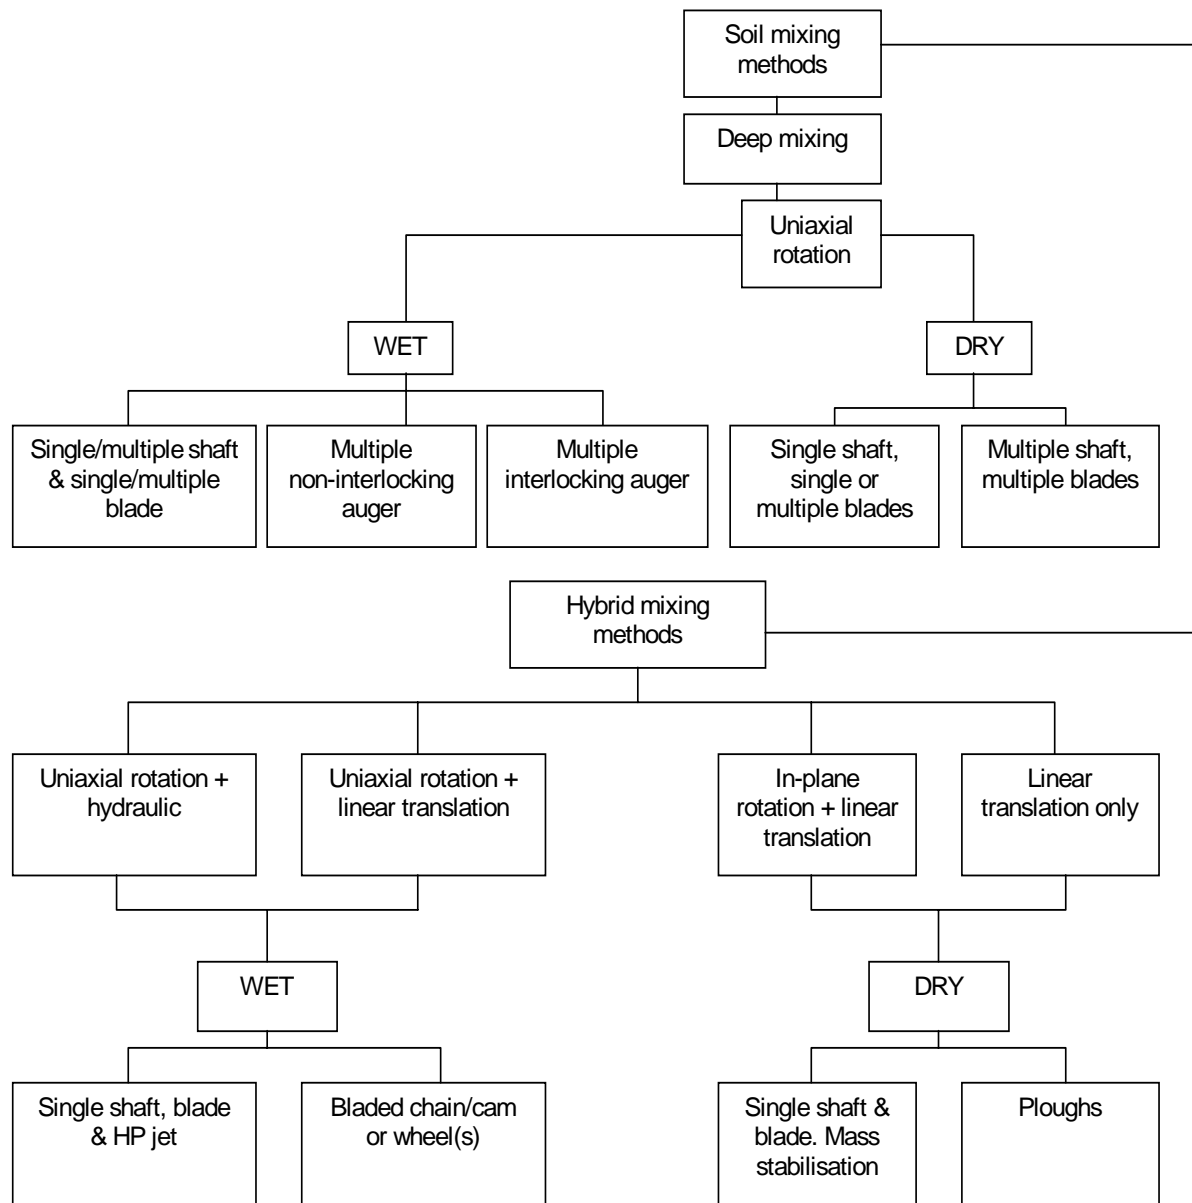 Soil mixing
methods
Deep mixing
Uniaxial
rotation
WET
DRY
Single/multiple shaft
& single/multiple
blade
Multiple
non-interlocking
auger
Multiple
interlocking auger
Single shaft,
single or
multiple blades
Multiple shaft,
multiple blades
Hybrid mixing
methods
Uniaxial rotation +
hydraulic
Uniaxial rotation +
linear translation
In-plane
rotation + linear
translation
Linear
translation only
WET
DRY
Single shaft, blade
& HP jet
Bladed chain/cam
or wheel(s)
Single shaft &
blade. Mass
stabilisation
Ploughs